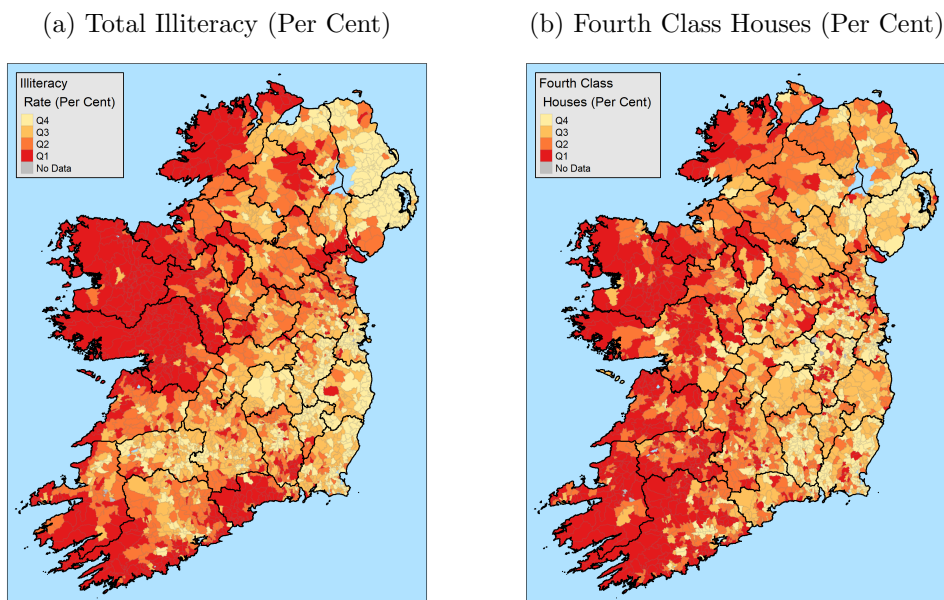 (a) Total Illiteracy (Per Cent)
Illiteracy
Rate (Per Cent)
Q4
Q3
Q2
Q1
No Data
(b) Fourth Class Houses (Per Cent)
Fourth Class
Houses (Per Cent)
Q4
Q3
Q2
Q1
No Data